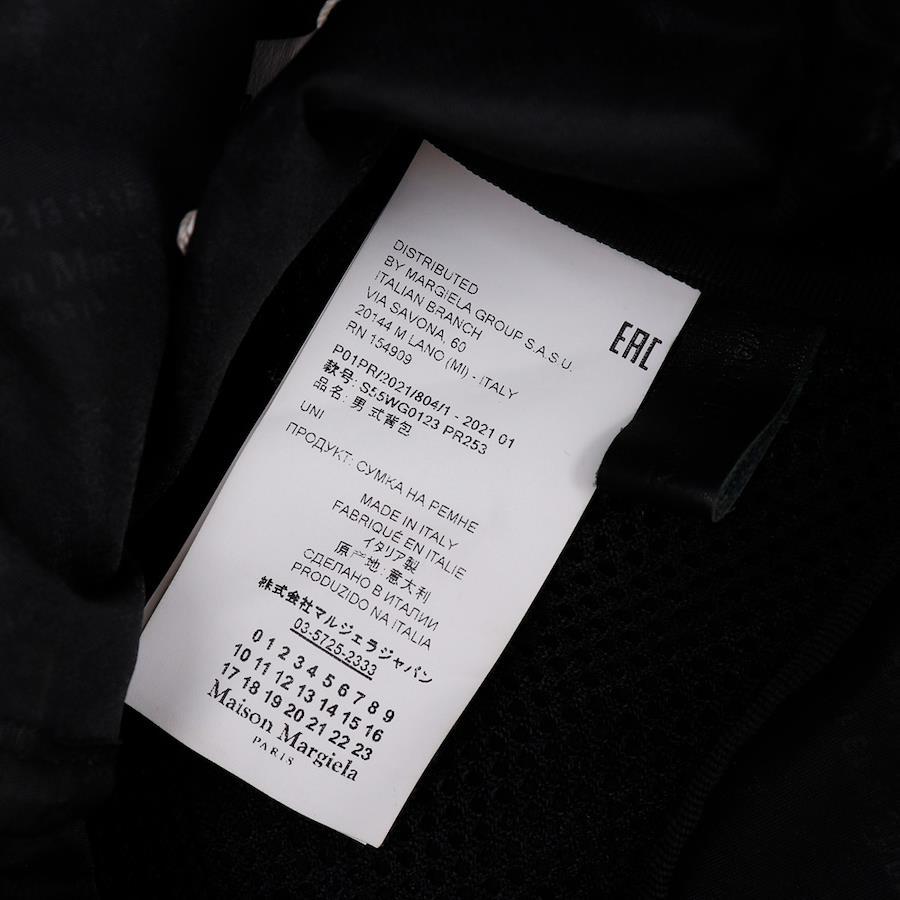 DISTRIBUTED
BY MARGIELA GROUP S.A.S.U.
ITALIAN BRANCH
VIA SAVONA, 60
20144 MILANO (MI) - ITALY
RN 154909
EAC
P01PR/2021/804/1 - 2021 01
款号: S55WG0123 PR253
品名: 男式背包
UNI
ПРОДУКТ: СУМКА НА РЕМНЕ
MADE IN ITALY
FABRIQUÉ EN ITALIE
イタリア製
原产地: 意大利
СДЕЛАНО В ИТАЛИИ
PRODUZIDO NA ITALIA
株式会社マルジェラジャパン
03-5725-2333
0 1 2 3 4 5 6 7 8 9
10 11 12 13 14 15 16
17 18 19 20 21 22 23
Maison Margiela
PARIS